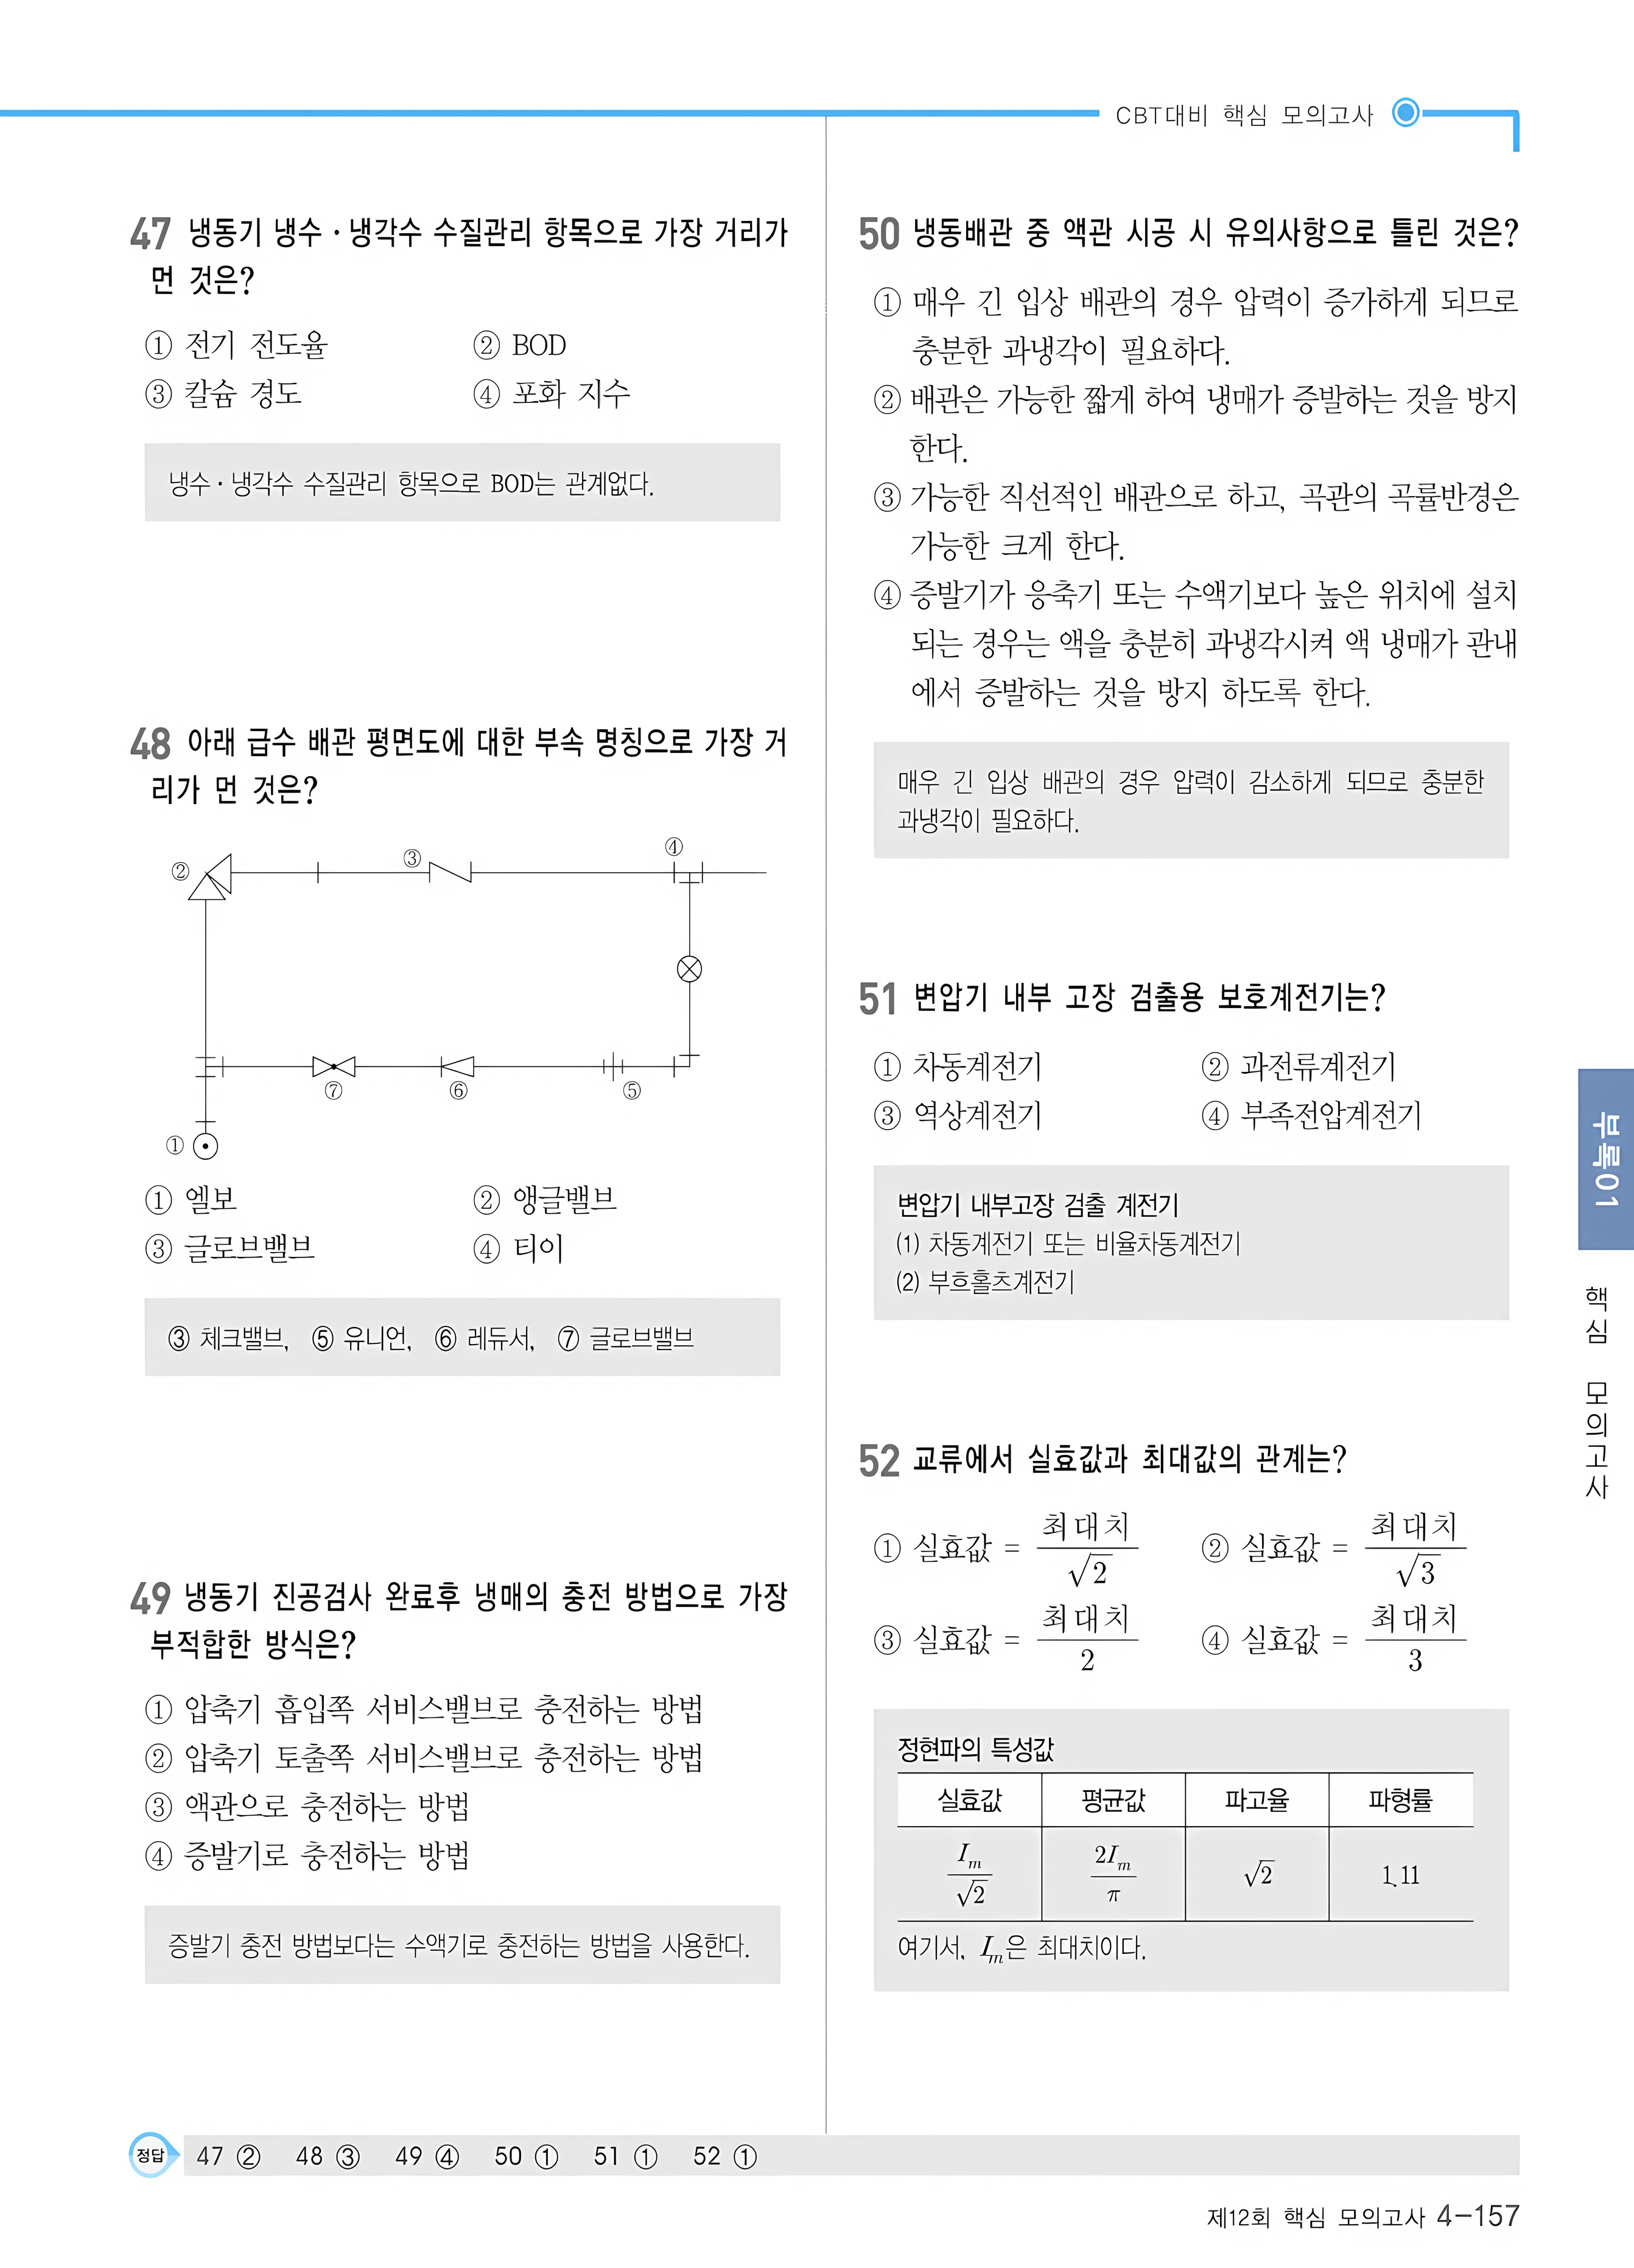 CBT대비 핵심 모의고사
47 냉동기 냉수·냉각수 수질관리 항목으로 가장 거리가
먼 것은?
① 전기 전도율 ② BOD
③ 칼슘 경도 ④ 포화 지수
냉수·냉각수 수질관리 항목으로 BOD는 관계없다.
48 아래 급수 배관 평면도에 대한 부속 명칭으로 가장 거
리가 먼 것은?
② ③ ④
⑦ ⑥ ⑤
①
① 엘보 ② 앵글밸브
③ 글로브밸브 ④ 티이
③ 체크밸브, ⑤ 유니언, ⑥ 레듀서, ⑦ 글로브밸브
49 냉동기 진공검사 완료후 냉매의 충전 방법으로 가장
부적합한 방식은?
① 압축기 흡입쪽 서비스밸브로 충전하는 방법
② 압축기 토출쪽 서비스밸브로 충전하는 방법
③ 액관으로 충전하는 방법
④ 증발기로 충전하는 방법
증발기 충전 방법보다는 수액기로 충전하는 방법을 사용한다.
50 냉동배관 중 액관 시공 시 유의사항으로 틀린 것은?
① 매우 긴 입상 배관의 경우 압력이 증가하게 되므로
충분한 과냉각이 필요하다.
② 배관은 가능한 짧게 하여 냉매가 증발하는 것을 방지
한다.
③ 가능한 직선적인 배관으로 하고, 곡관의 곡률반경은
가능한 크게 한다.
④ 증발기가 응축기 또는 수액기보다 높은 위치에 설치
되는 경우는 액을 충분히 과냉각시켜 액 냉매가 관내
에서 증발하는 것을 방지 하도록 한다.
매우 긴 입상 배관의 경우 압력이 감소하게 되므로 충분한
과냉각이 필요하다.
51 변압기 내부 고장 검출용 보호계전기는?
① 차동계전기 ② 과전류계전기
③ 역상계전기 ④ 부족전압계전기
변압기 내부고장 검출 계전기
(1) 차동계전기 또는 비율차동계전기
(2) 부흐홀츠계전기
52 교류에서 실효값과 최대값의 관계는?
① 실효값 = 최대치/√2 ② 실효값 = 최대치/√3
③ 실효값 = 최대치/2 ④ 실효값 = 최대치/3
정현파의 특성값
실효값 평균값 파고율 파형률
I_m/√2 2I_m/π √2 1.11
여기서, I_m은 최대치이다.
부록01
핵심 모의고사
정답 47 ② 48 ③ 49 ④ 50 ① 51 ① 52 ①
제12회 핵심 모의고사 4-157